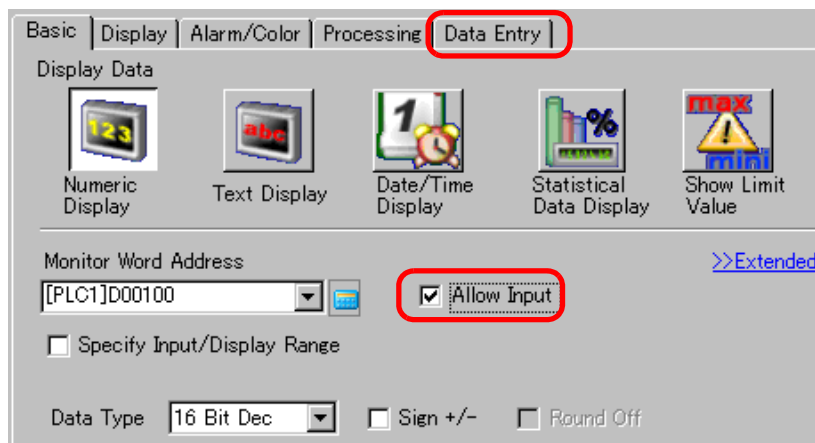 Basic Display Alarm/Color Processing Data Entry
Display Data
123 abc 1 % max mini
Numeric Display Text Display Date/Time Display Statistical Data Display Show Limit Value
Monitor Word Address >>Extended
[PLC1]D00100 Allow Input
Specify Input/Display Range
Data Type 16 Bit Dec Sign +/- Round Off